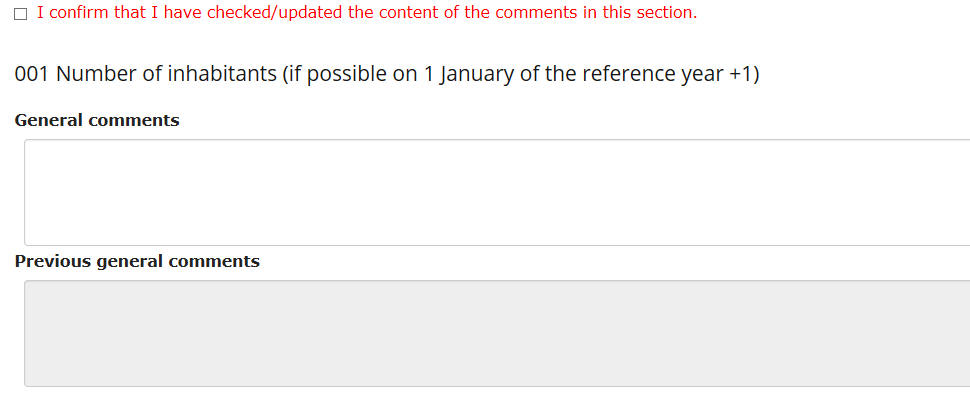 I confirm that I have checked/updated the content of the comments in this section.
001 Number of inhabitants (if possible on 1 January of the reference year +1)
General comments
Previous general comments